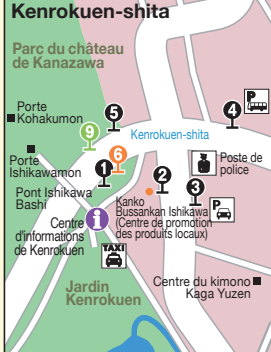 Kenrokuen-shita
Parc du château
de Kanazawa
Porte
Kohakumon
5
4
P
9
Kenrokuen-shita
6
Porte
Ishikawamon
Poste de
police
1
2
3
Pont Ishikawa
Bashi
Kanko
Bussankan Ishikawa
(Centre de promotion
des produits locaux)
P
i
Centre
d'informations
de Kenrokuen
TAXI
Jardin
Kenrokuen
Centre du kimono
Kaga Yuzen